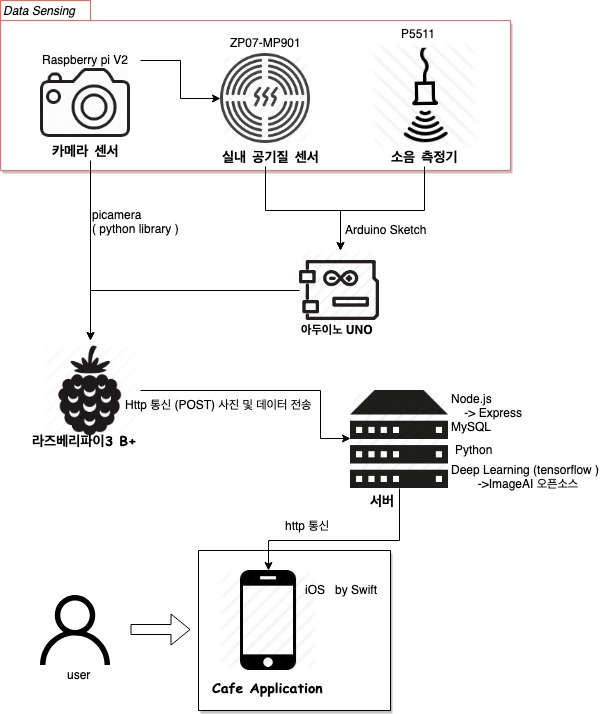 Data Sensing
ZP07-MP901
P5511
Raspberry pi V2
카메라 센서
실내 공기질 센서
소음 측정기
picamera
( python library )
Arduino Sketch
아두이노 UNO
Http 통신 (POST) 사진 및 데이터 전송
라즈베리파이3 B+
Node.js
-> Express
MySQL
Python
Deep Learning (tensorflow )
->ImageAI 오픈소스
서버
http 통신
iOS by Swift
user
Cafe Application